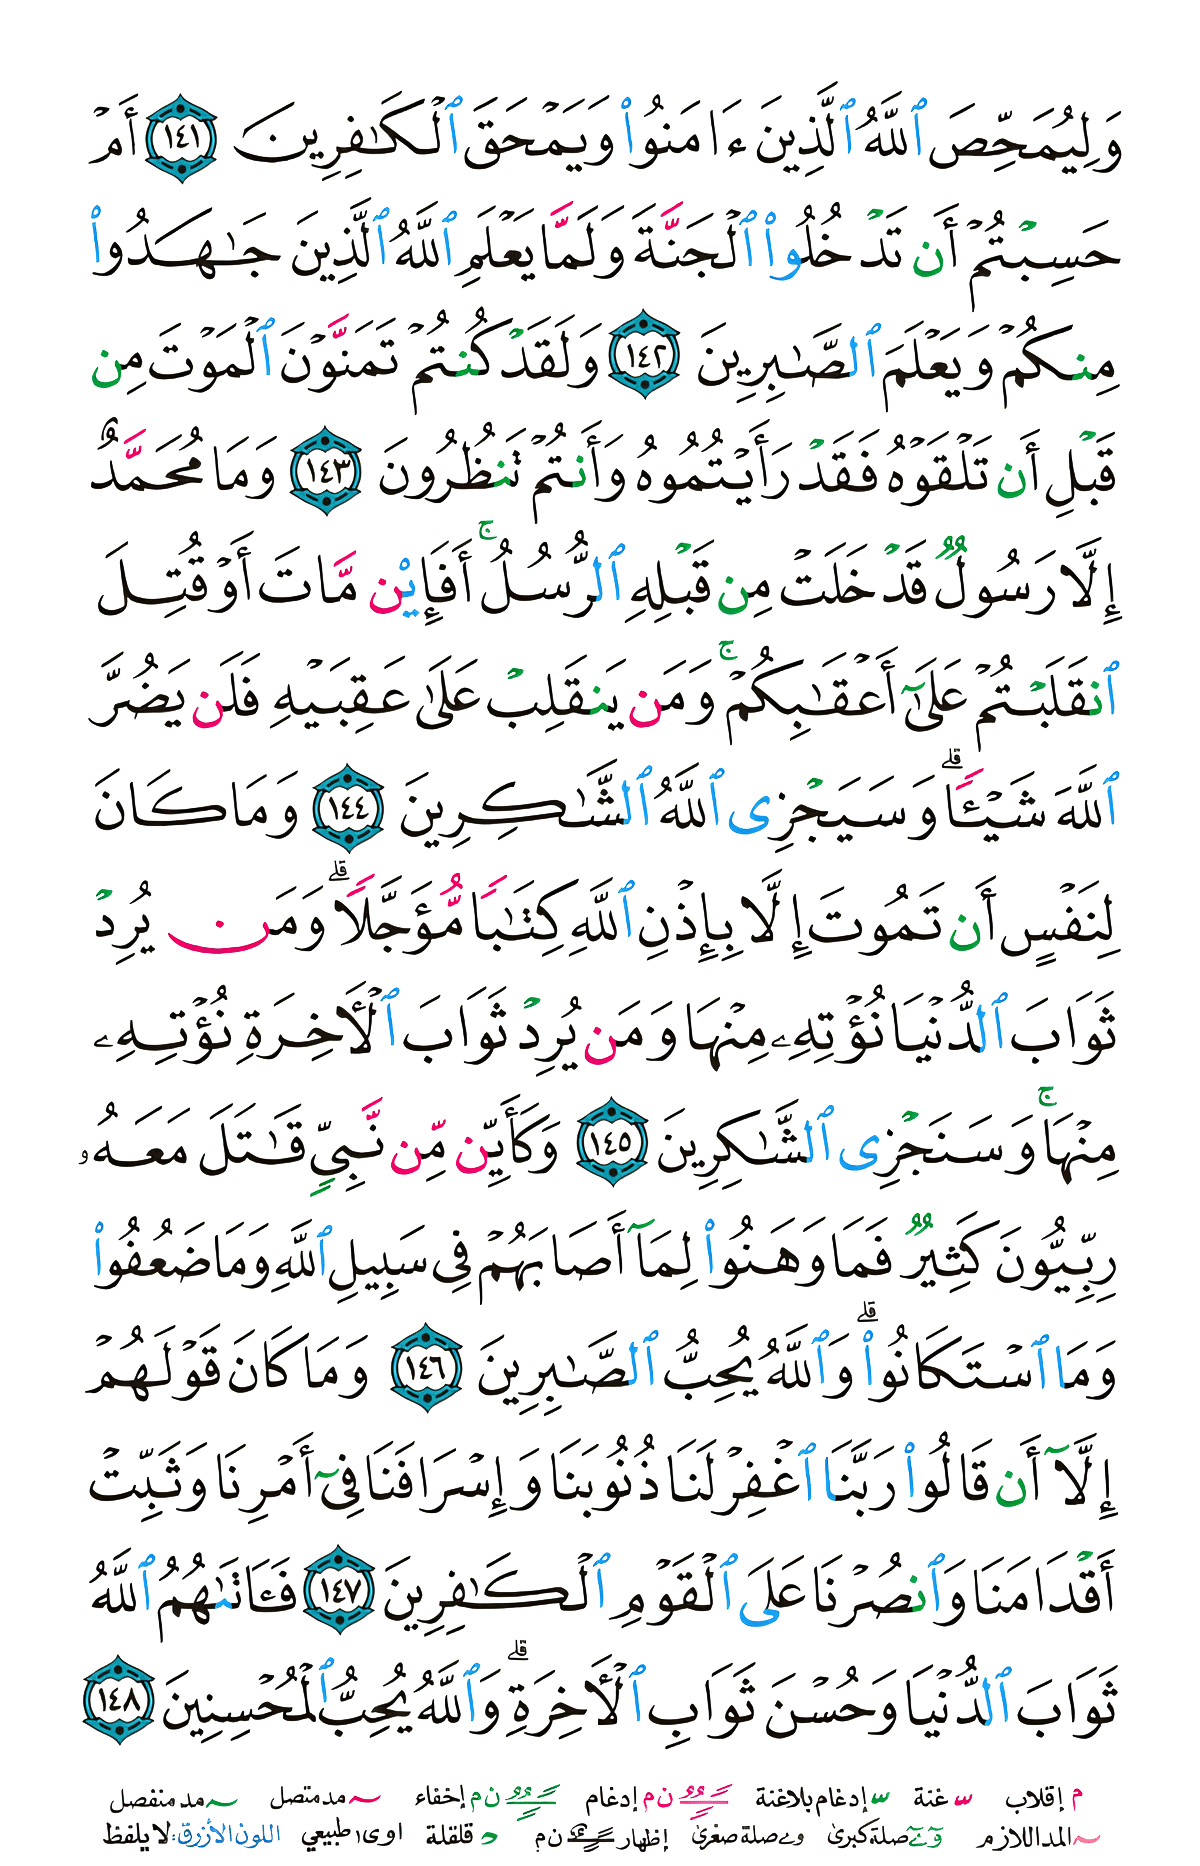 وَلِيُمَحِّصَ ٱللَّهُ ٱلَّذِينَ ءَامَنُوا۟ وَيَمْحَقَ ٱلْكَـٰفِرِينَ ١٤١ أَمْ
حَسِبْتُمْ أَن تَدْخُلُوا۟ ٱلْجَنَّةَ وَلَمَّا يَعْلَمِ ٱللَّهُ ٱلَّذِينَ جَـٰهَدُوا۟
مِنكُمْ وَيَعْلَمَ ٱلصَّـٰبِرِينَ ١٤٢ وَلَقَدْ كُنتُمْ تَمَنَّوْنَ ٱلْمَوْتَ مِن
قَبْلِ أَن تَلْقَوْهُ فَقَدْ رَأَيْتُمُوهُ وَأَنتُمْ تَنظُرُونَ ١٤٣ وَمَا مُحَمَّدٌ
إِلَّا رَسُولٌ قَدْ خَلَتْ مِن قَبْلِهِ ٱلرُّسُلُ ۚ أَفَإِي۟ن مَّاتَ أَوْ قُتِلَ
ٱنقَلَبْتُمْ عَلَىٰٓ أَعْقَـٰبِكُمْ ۚ وَمَن يَنقَلِبْ عَلَىٰ عَقِبَيْهِ فَلَن يَضُرَّ
ٱللَّهَ شَيْـًٔا ۗ وَسَيَجْزِى ٱللَّهُ ٱلشَّـٰكِرِينَ ١٤٤ وَمَا كَانَ
لِنَفْسٍ أَن تَمُوتَ إِلَّا بِإِذْنِ ٱللَّهِ كِتَـٰبًا مُّؤَجَّلًا ۗ وَمَن يُرِدْ
ثَوَابَ ٱلدُّنْيَا نُؤْتِهِۦ مِنْهَا وَمَن يُرِدْ ثَوَابَ ٱلْأَخِرَةِ نُؤْتِهِۦ
مِنْهَا ۚ وَسَنَجْزِى ٱلشَّـٰكِرِينَ ١٤٥ وَكَأَيِّن مِّن نَّبِىٍّ قَـٰتَلَ مَعَهُۥ
رِبِّيُّونَ كَثِيرٌ فَمَا وَهَنُوا۟ لِمَآ أَصَابَهُمْ فِى سَبِيلِ ٱللَّهِ وَمَا ضَعُفُوا۟
وَمَا ٱسْتَكَانُوا۟ ۗ وَٱللَّهُ يُحِبُّ ٱلصَّـٰبِرِينَ ١٤٦ وَمَا كَانَ قَوْلَهُمْ
إِلَّآ أَن قَالُوا۟ رَبَّنَا ٱغْفِرْ لَنَا ذُنُوبَنَا وَإِسْرَافَنَا فِىٓ أَمْرِنَا وَثَبِّتْ
أَقْدَامَنَا وَٱنصُرْنَا عَلَى ٱلْقَوْمِ ٱلْكَـٰفِرِينَ ١٤٧ فَـَٔاتَىٰهُمُ ٱللَّهُ
ثَوَابَ ٱلدُّنْيَا وَحُسْنَ ثَوَابِ ٱلْأَخِرَةِ ۗ وَٱللَّهُ يُحِبُّ ٱلْمُحْسِنِينَ ١٤٨
م إقلاب غنة إدغام بلاغنة ن م إدغام ن م إخفاء مد متصل مد منفصل
المد اللازم صلة كبرى وے صلة صغرى إظهار ن م قلقلة اوى ا طبيعي اللون الأزرق: لا يلفظ